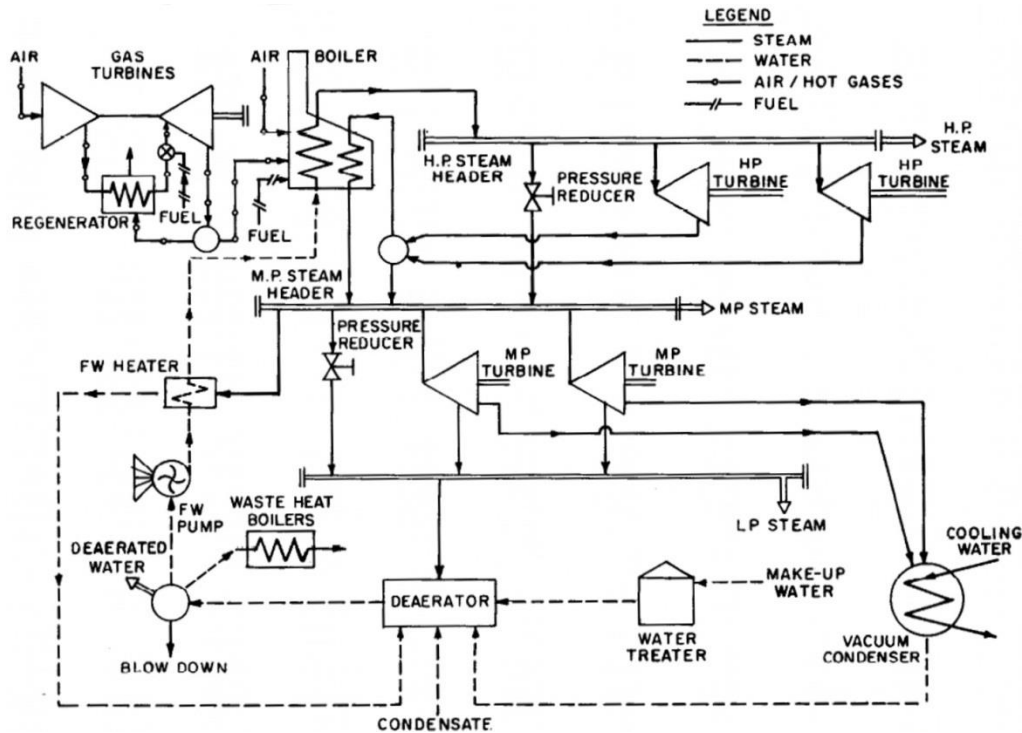 LEGEND
STEAM
WATER
AIR / HOT GASES
FUEL
AIR
GAS
TURBINES
AIR
BOILER
H.P.
STEAM
H.P. STEAM
HEADER
PRESSURE
REDUCER
HP
TURBINE
HP
TURBINE
REGENERATOR
FUEL
FUEL
M.P. STEAM
HEADER
MP STEAM
PRESSURE
REDUCER
MP
TURBINE
MP
TURBINE
FW HEATER
FW
PUMP
WASTE HEAT
BOILERS
LP STEAM
DEAERATED
WATER
COOLING
WATER
DEAERATOR
MAKE-UP
WATER
WATER
TREATER
VACUUM
CONDENSER
BLOW DOWN
CONDENSATE